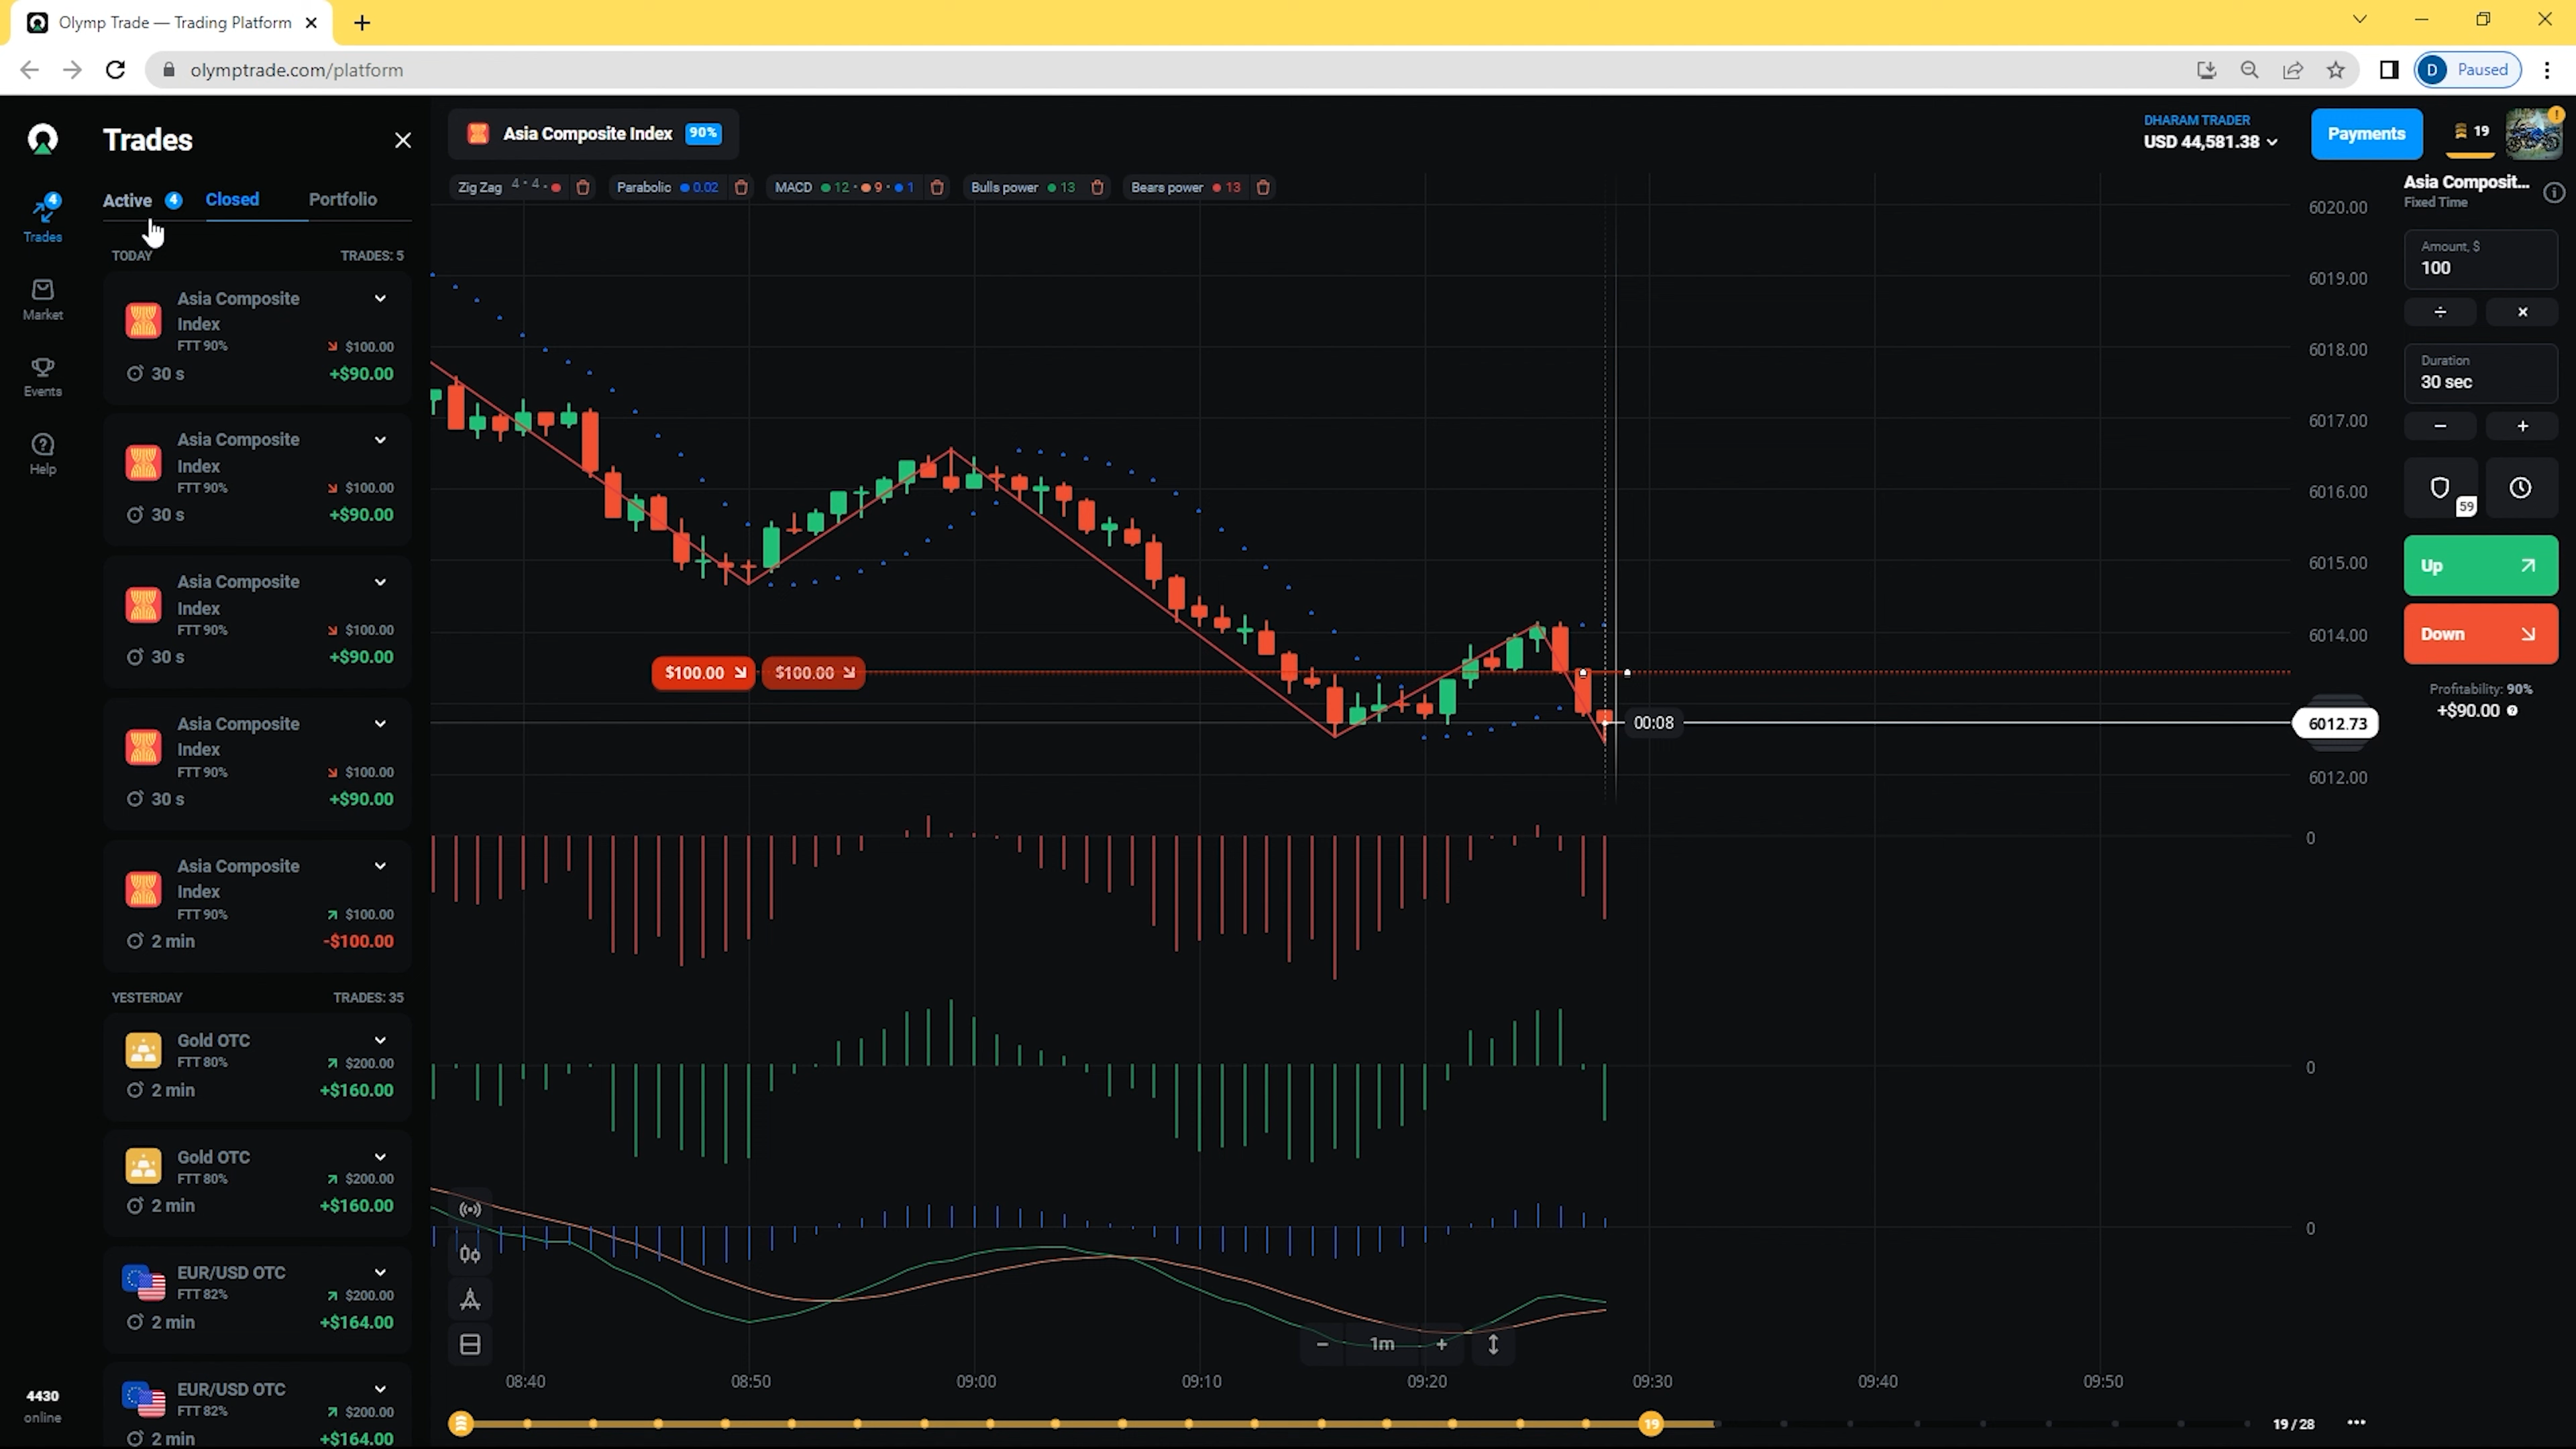 Olymp Trade — Trading Platform
olymptrade.com/platform
D Paused
Trades
Active 4 Closed Portfolio
TODAY TRADES: 5
Asia Composite
Index
FTT 90% $100.00
30 s +$90.00
Asia Composite
Index
FTT 90% $100.00
30 s +$90.00
Asia Composite
Index
FTT 90% $100.00
30 s +$90.00
Asia Composite
Index
FTT 90% $100.00
30 s +$90.00
Asia Composite
Index
FTT 90% $100.00
2 min -$100.00
YESTERDAY TRADES: 35
Gold OTC
FTT 80% $200.00
2 min +$160.00
Gold OTC
FTT 80% $200.00
2 min +$160.00
EUR/USD OTC
FTT 82% $200.00
2 min +$164.00
EUR/USD OTC
FTT 82% $200.00
2 min +$164.00
4
Trades
Market
Events
Help
4430
online
Asia Composite Index 90%
Zig Zag 4 • 4 •
Parabolic 0.02
MACD 12 • 9 • 1
Bulls power 13
Bears power 13
$100.00
$100.00
00:08
6020.00
6019.00
6018.00
6017.00
6016.00
6015.00
6014.00
6012.73
6012.00
0
0
0
1m
08:40 08:50 09:00 09:10 09:20 09:30 09:40 09:50
19
19 / 28
DHARAM TRADER
USD 44,581.38
Payments
19
!
Asia Composit...
Fixed Time
Amount, $
100
÷ ×
Duration
30 sec
− +
59
Up
Down
Profitability: 90%
+$90.00